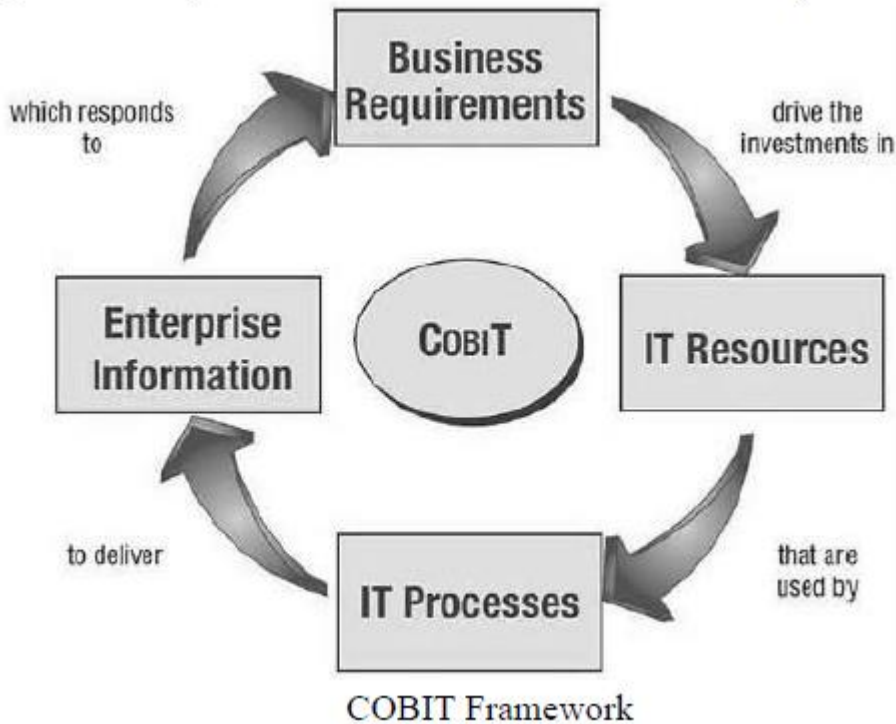 Business
Requirements
which responds
to
drive the
investments in
Enterprise
Information
COBIT
IT Resources
to deliver
IT Processes
that are
used by
COBIT Framework